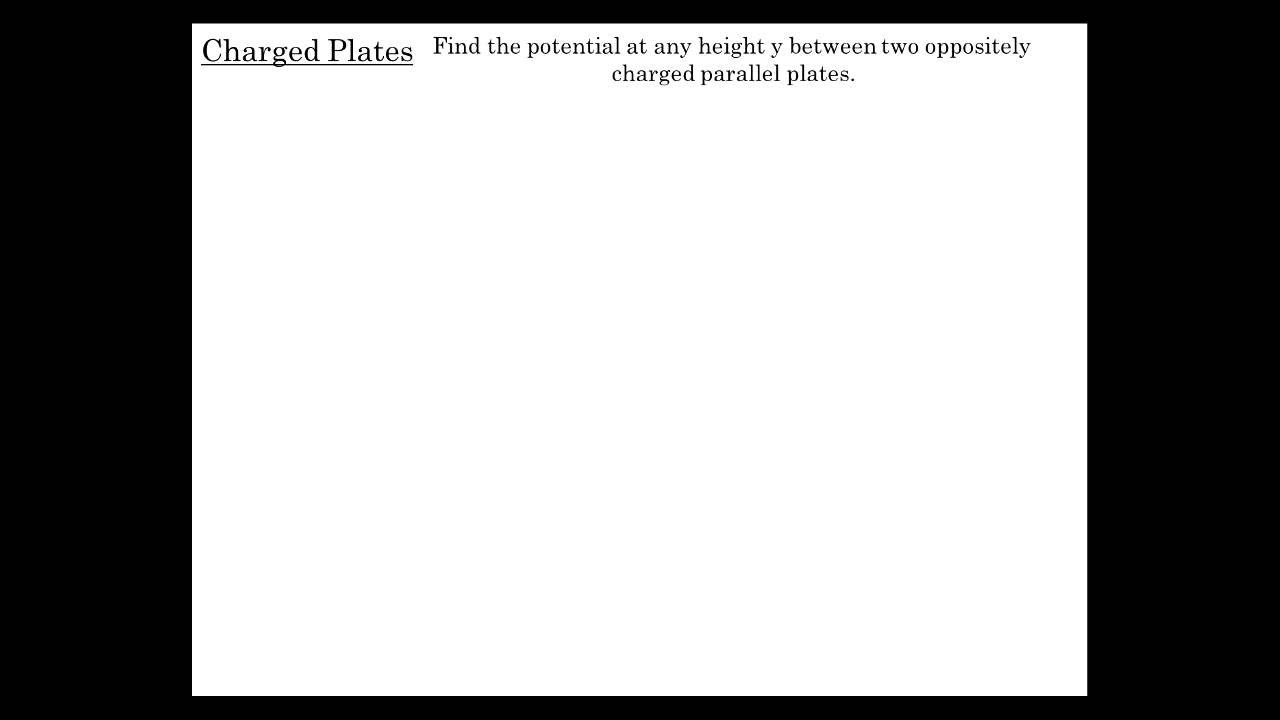 Charged Plates
Find the potential at any height y between two oppositely
charged parallel plates.